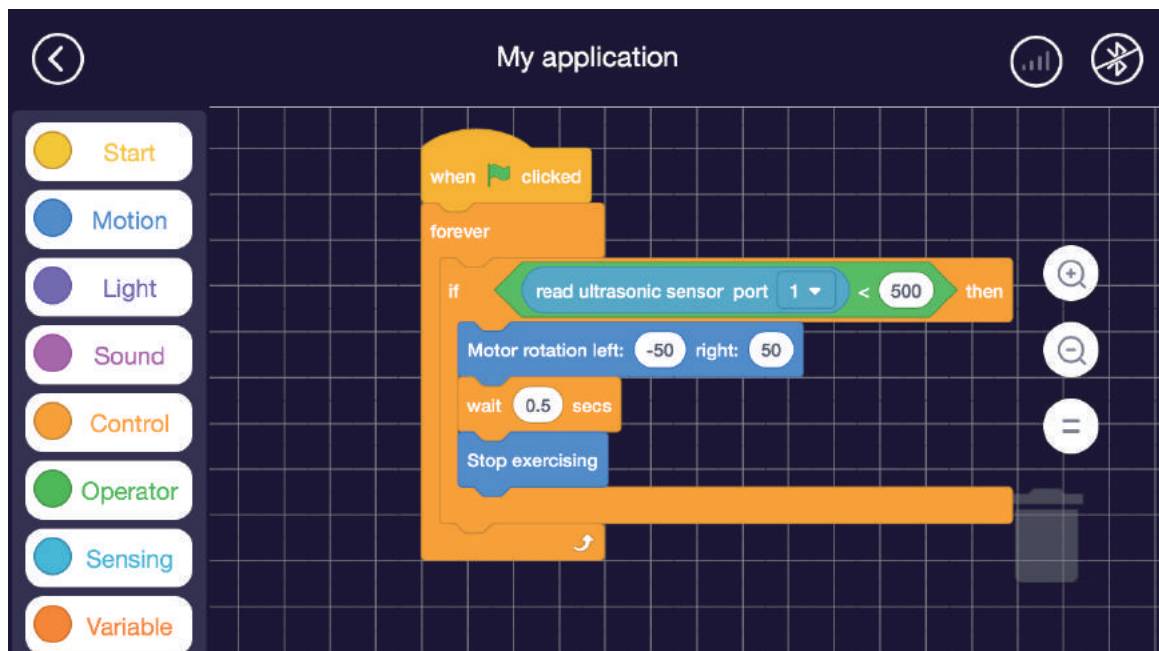 My application
Start
Motion
Light
Sound
Control
Operator
Sensing
Variable
when clicked
forever
if read ultrasonic sensor port 1 < 500 then
Motor rotation left: -50 right: 50
wait 0.5 secs
Stop exercising